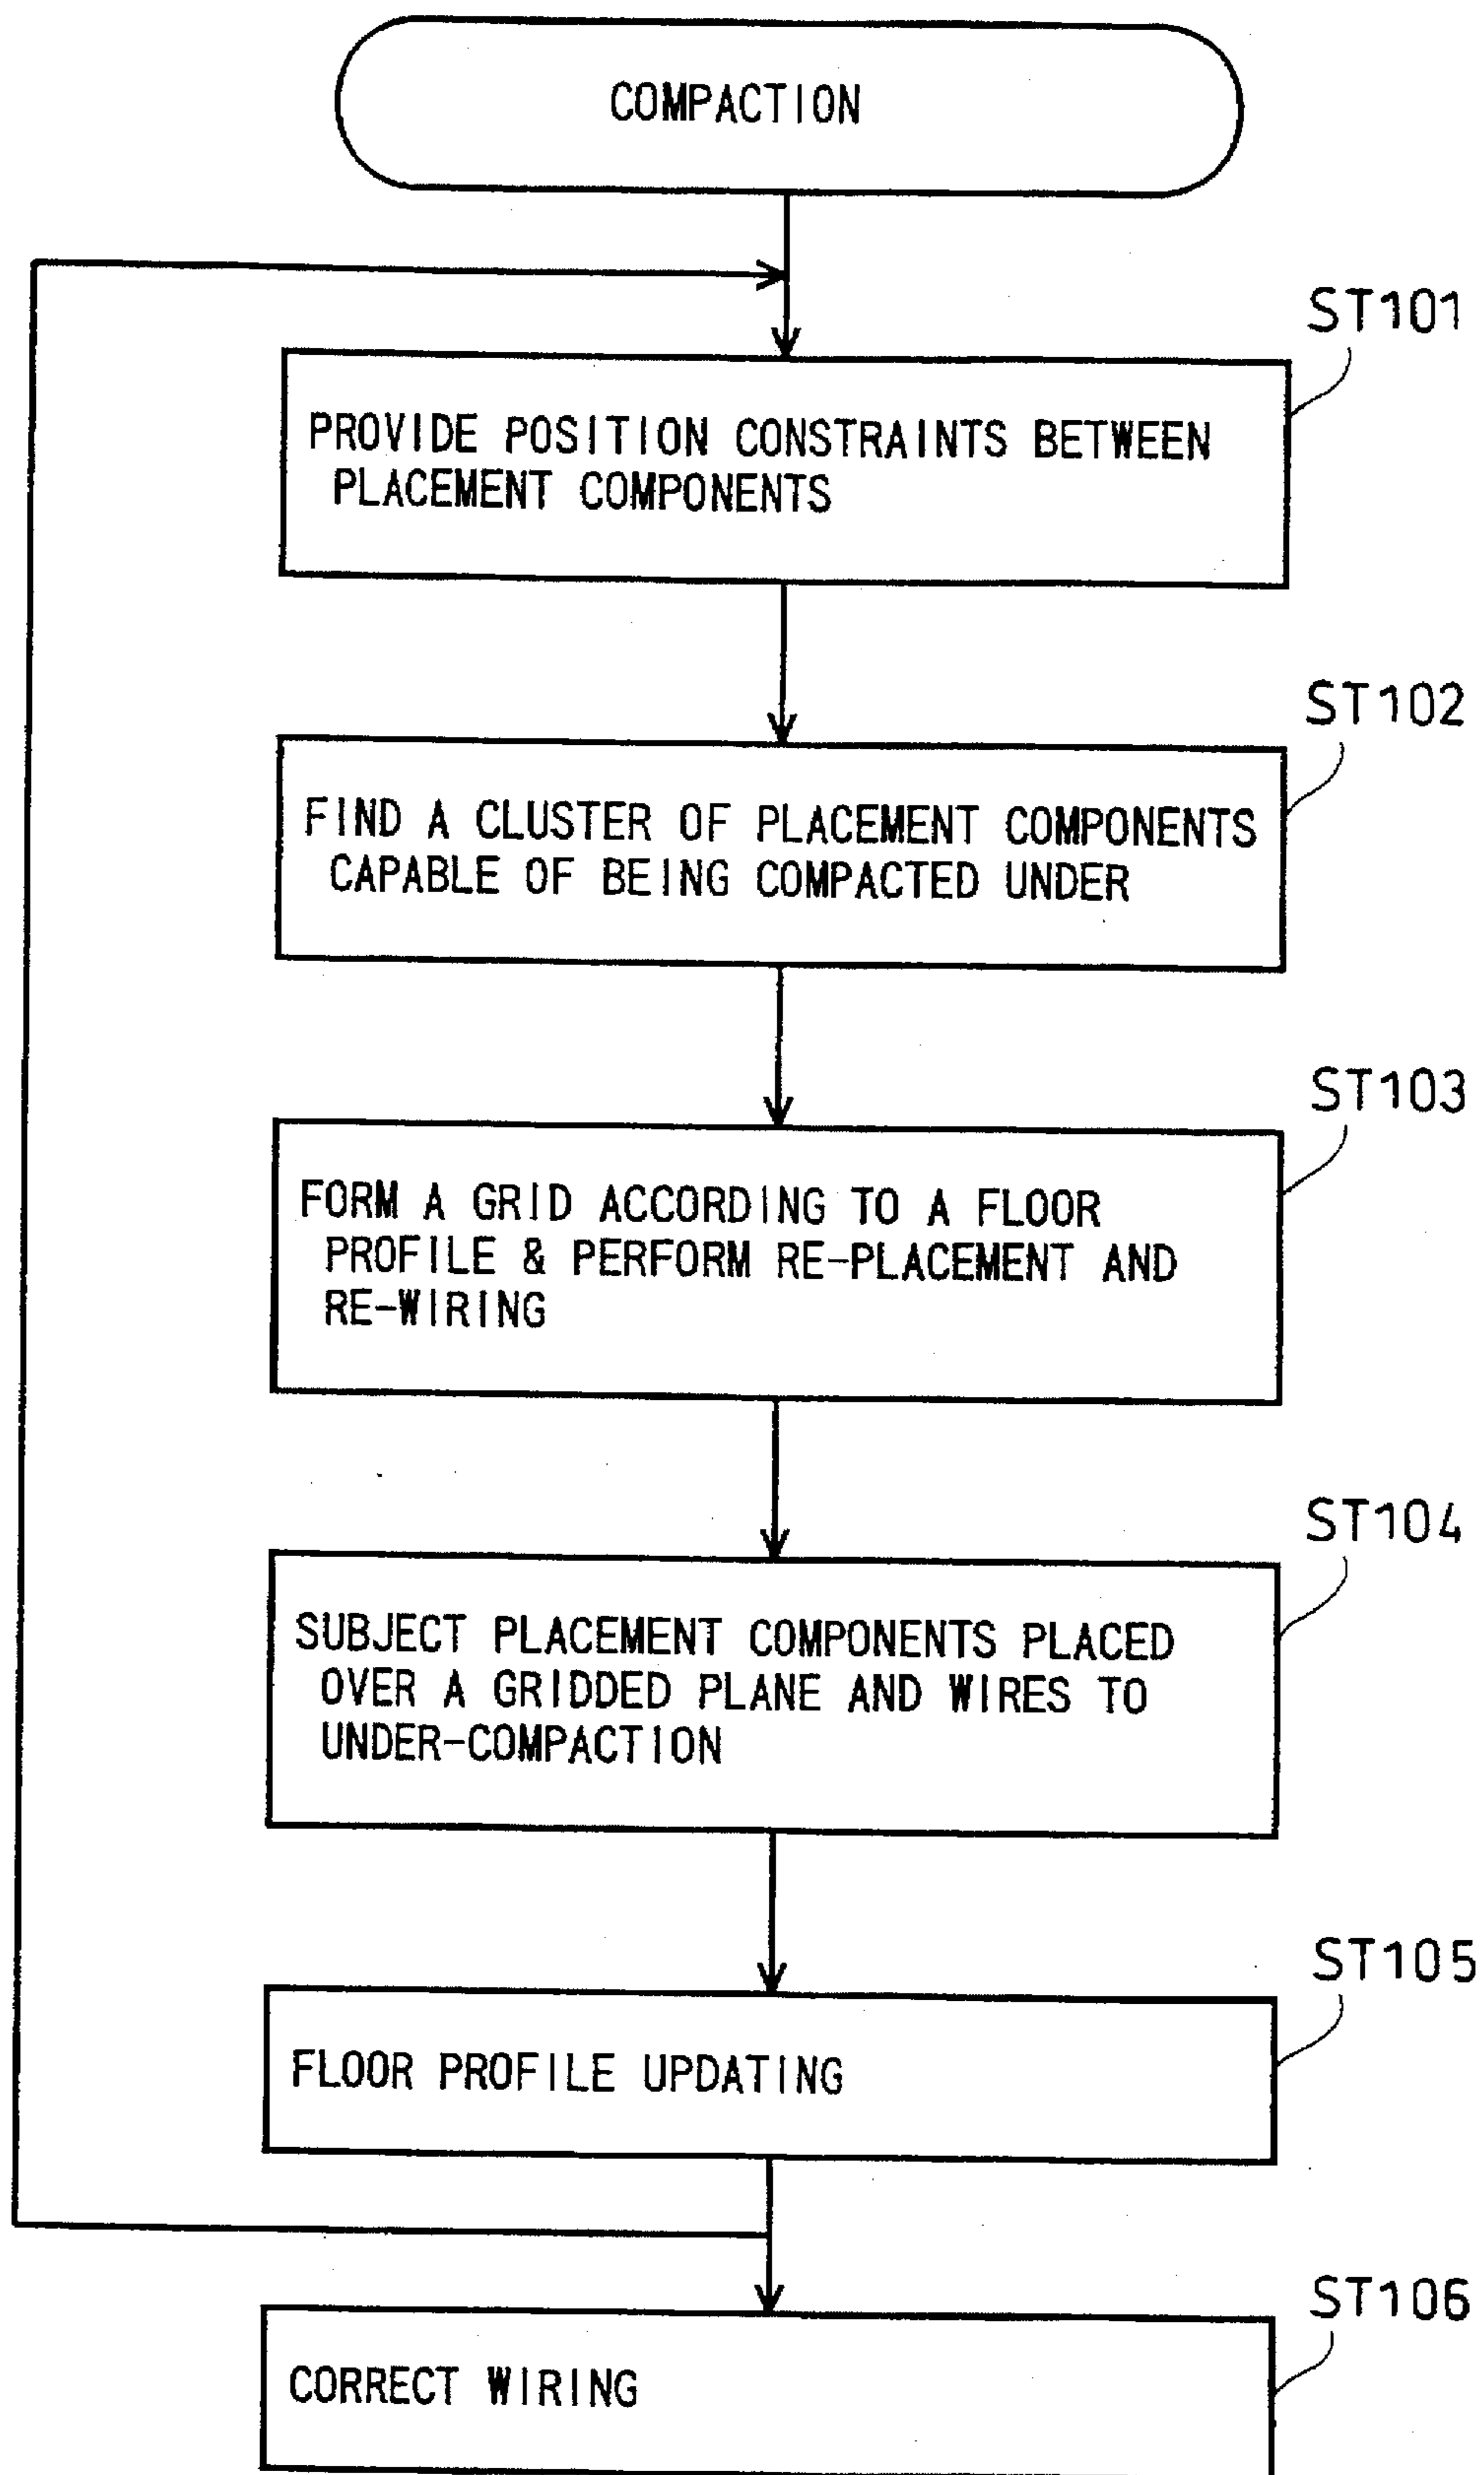 COMPACTION
ST101
PROVIDE POSITION CONSTRAINTS BETWEEN
PLACEMENT COMPONENTS
ST102
FIND A CLUSTER OF PLACEMENT COMPONENTS
CAPABLE OF BEING COMPACTED UNDER
ST103
FORM A GRID ACCORDING TO A FLOOR
PROFILE & PERFORM RE-PLACEMENT AND
RE-WIRING
ST104
SUBJECT PLACEMENT COMPONENTS PLACED
OVER A GRIDDED PLANE AND WIRES TO
UNDER-COMPACTION
ST105
FLOOR PROFILE UPDATING
ST106
CORRECT WIRING